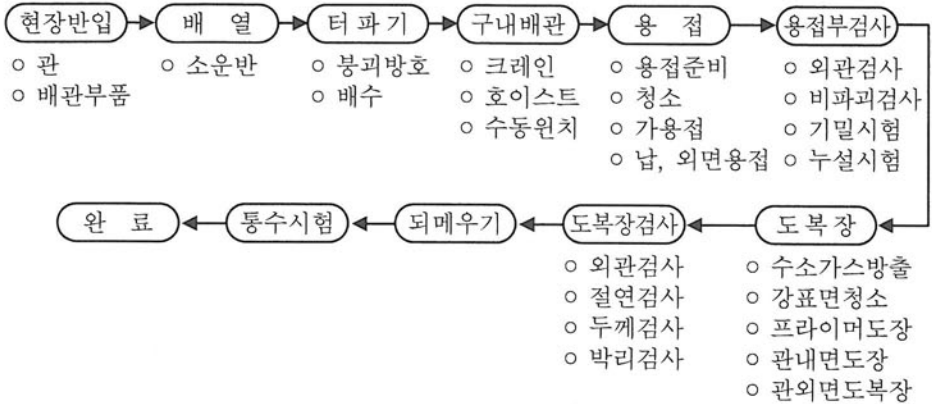 현장반입 배 열 터 파 기 구내배관 용 접 용접부검사
○ 관 ○ 소운반 ○ 붕괴방호 ○ 크레인 ○ 용접준비 ○ 외관검사
○ 배관부품 ○ 배수 ○ 호이스트 ○ 청소 ○ 비파괴검사
○ 수동윈치 ○ 가용접 ○ 기밀시험
○ 납, 외면용접 ○ 누설시험
완 료 통수시험 되메우기 도복장검사 도 복 장
○ 외관검사 ○ 수소가스방출
○ 절연검사 ○ 강표면청소
○ 두께검사 ○ 프라이머도장
○ 박리검사 ○ 관내면도장
○ 관외면도복장